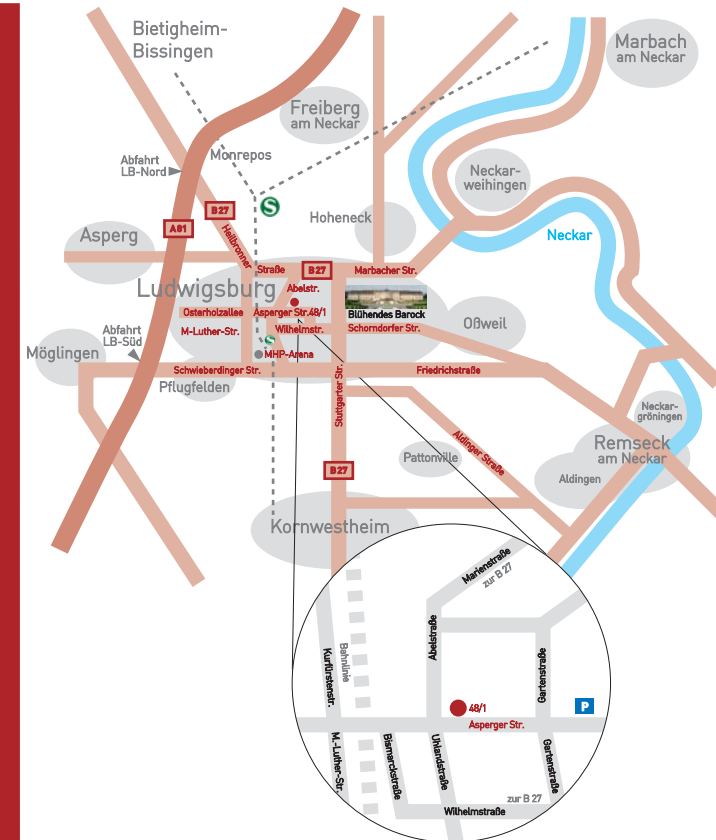 Bietigheim-
Bissingen
Marbach
am Neckar
Freiberg
am Neckar
Abfahrt
LB-Nord
Monrepos
Neckar-
weihingen
B27
S
Hoheneck
A81
Asperg
Heilbronner
Neckar
Straße
B27
Marbacher Str.
Ludwigsburg
Abelstr.
Osterholzallee
Asperger Str.48/1
Blühendes Barock
M-Luther-Str.
Wilhelmstr.
Schorndorfer Str.
Oßweil
Abfahrt
LB-Süd
S
Möglingen
MHP-Arena
Schwieberdinger Str.
Friedrichstraße
Pflugfelden
Stuttgarter Str.
Neckar-
gröningen
Aldinger Straße
Remseck
am Neckar
Pattonville
B27
Aldingen
Kornwestheim
Marienstraße
zur B 27
Abelstraße
Kurfürstenstr.
Bahnlinie
Gartenstraße
48/1
P
Asperger Str.
M.-Luther-Str.
Bismarckstraße
Uhlandstraße
Gartenstraße
zur B 27
Wilhelmstraße